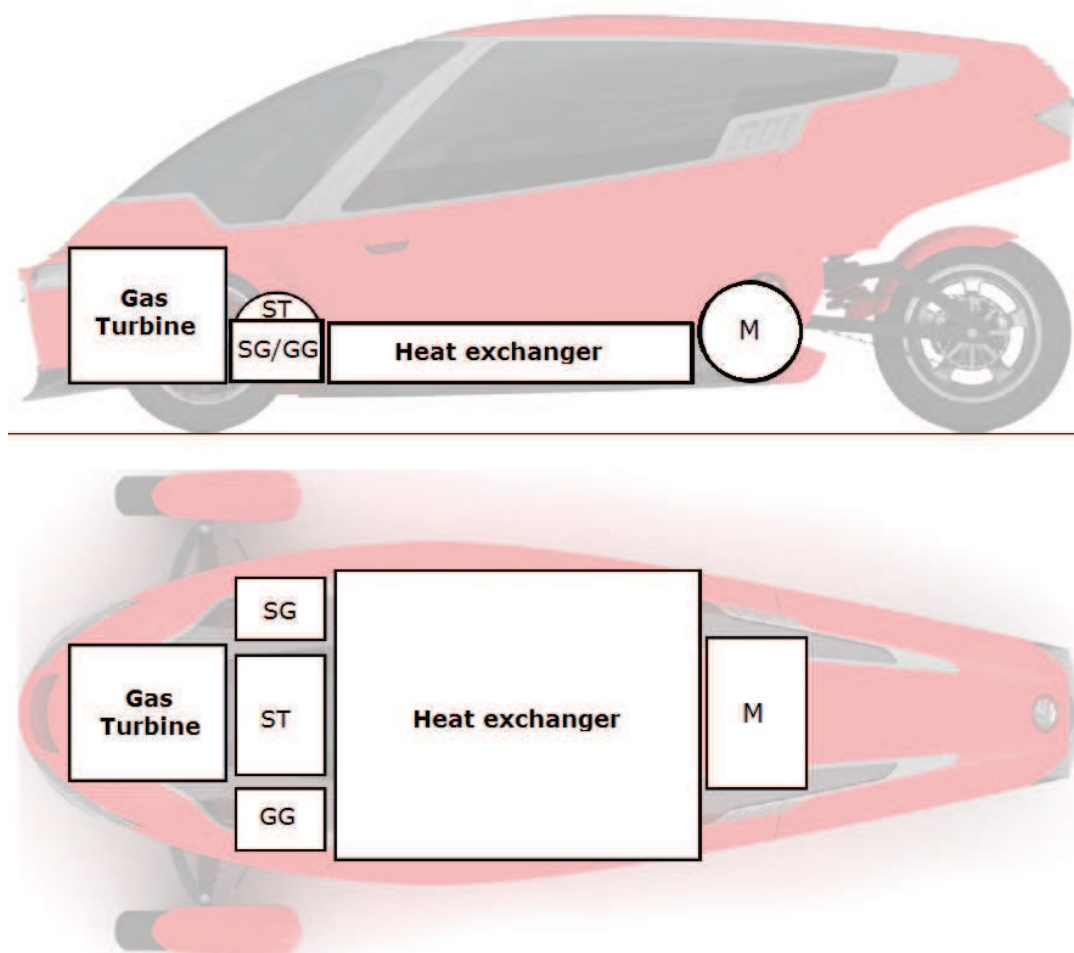 Gas
Turbine
ST
SG/GG
Heat exchanger
M
SG
Gas
Turbine
ST
Heat exchanger
M
GG